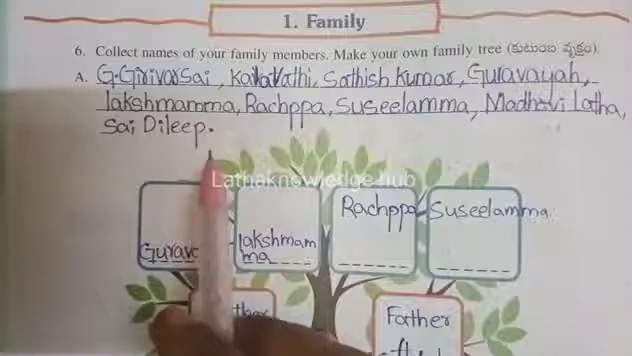 1. Family
6. Collect names of your family members. Make your own family tree (కుటుంబ వృక్షం).
A. G.Girivarsai, Kalavathi, Sathish kumar, Guravayah,
lakshmamma, Rachppa, Suseelamma, Madhavi Latha,
Sai Dileep.
Lathaknowledge hub
Rachppa Suseelamma
lakshmam
ma
Father